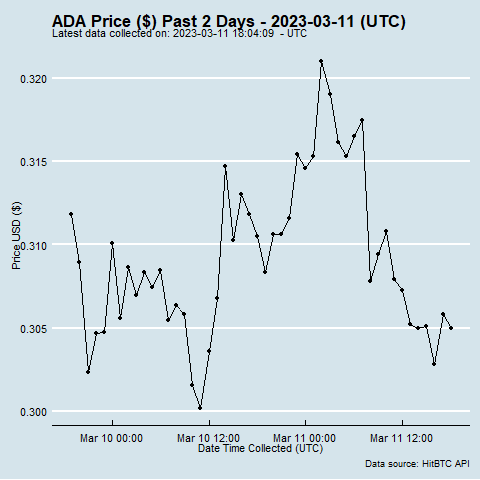 ADA Price ($) Past 2 Days - 2023-03-11 (UTC)
Latest data collected on: 2023-03-11 18:04:09 - UTC
0.320
0.315
0.310
0.305
0.300
Price USD ($)
Mar 10 00:00 Mar 10 12:00 Mar 11 00:00 Mar 11 12:00
Date Time Collected (UTC)
Data source: HitBTC API